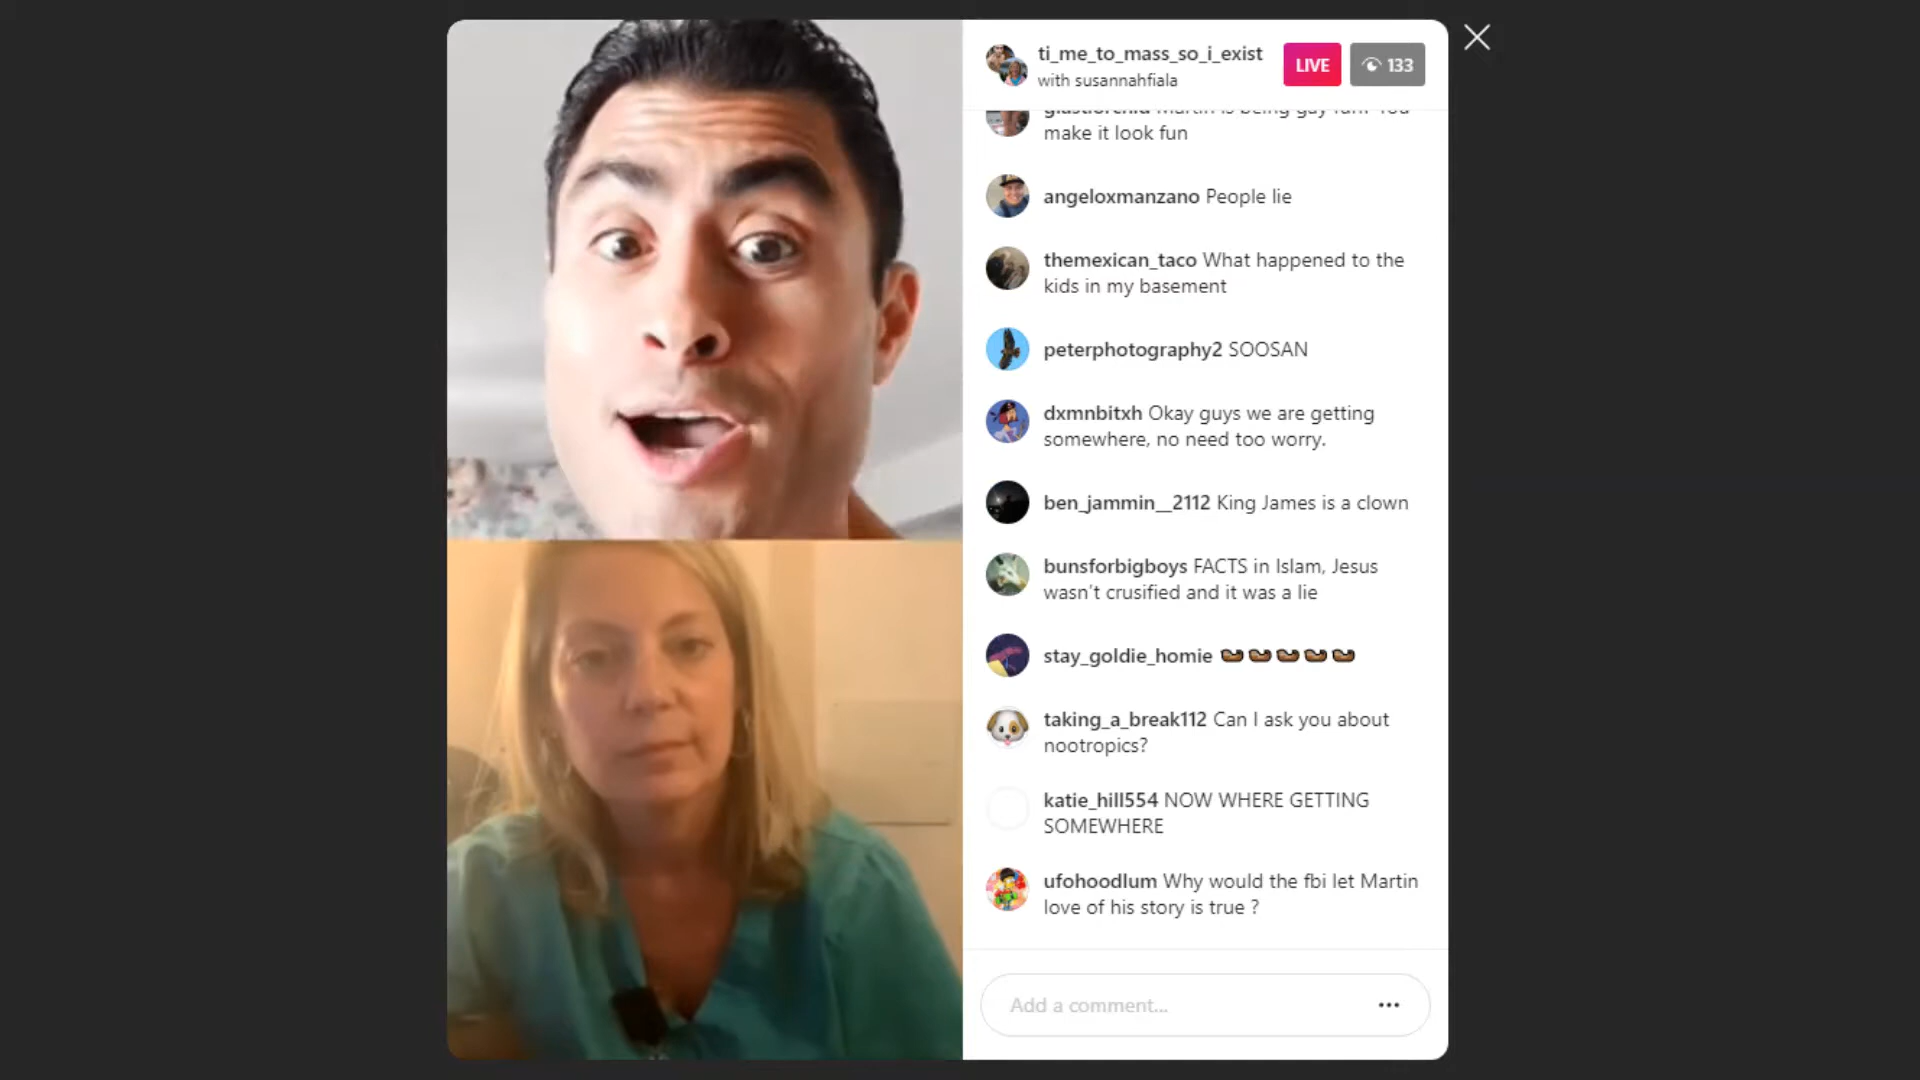 ti_me_to_mass_so_i_exist
with susannahfiala
LIVE
133
make it look fun
angeloxmanzano People lie
themexican_taco What happened to the
kids in my basement
peterphotography2 SOOSAN
dxmnbitxh Okay guys we are getting
somewhere, no need too worry.
ben_jammin__2112 King James is a clown
bunsforbigboys FACTS in Islam, Jesus
wasn't crusified and it was a lie
stay_goldie_homie
taking_a_break112 Can I ask you about
nootropics?
katie_hill554 NOW WHERE GETTING
SOMEWHERE
ufohoodlum Why would the fbi let Martin
love of his story is true ?
Add a comment...